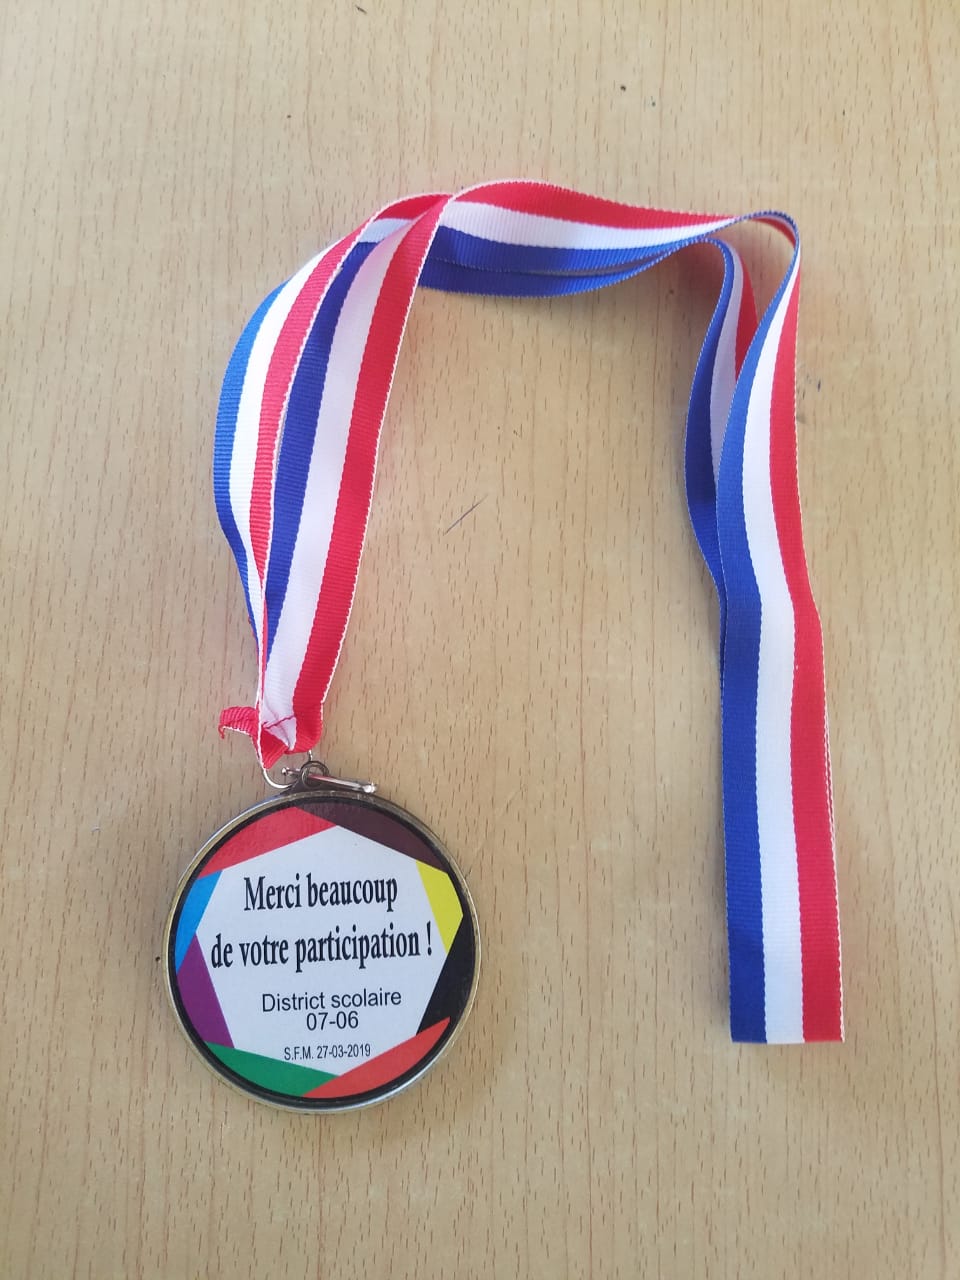 Merci beaucoup
de votre participation !
District scolaire
07-06
S.F.M. 27-03-2019